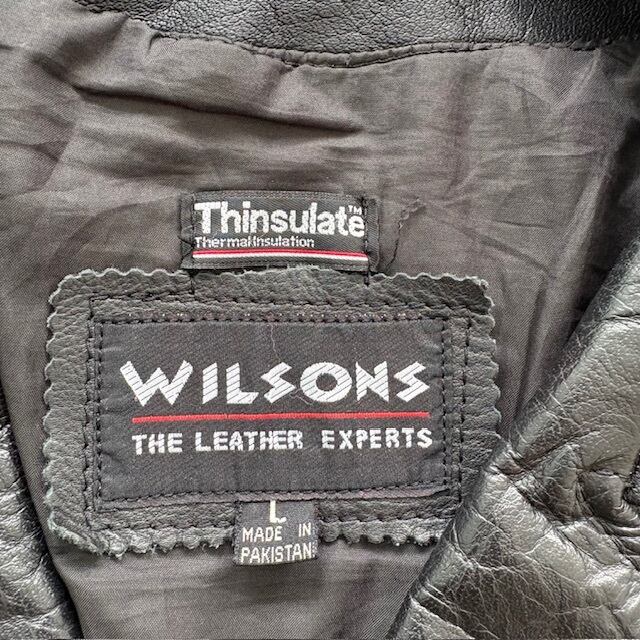 Thinsulate™
Thermal Insulation
WILSONS
THE LEATHER EXPERTS
L
MADE IN
PAKISTAN